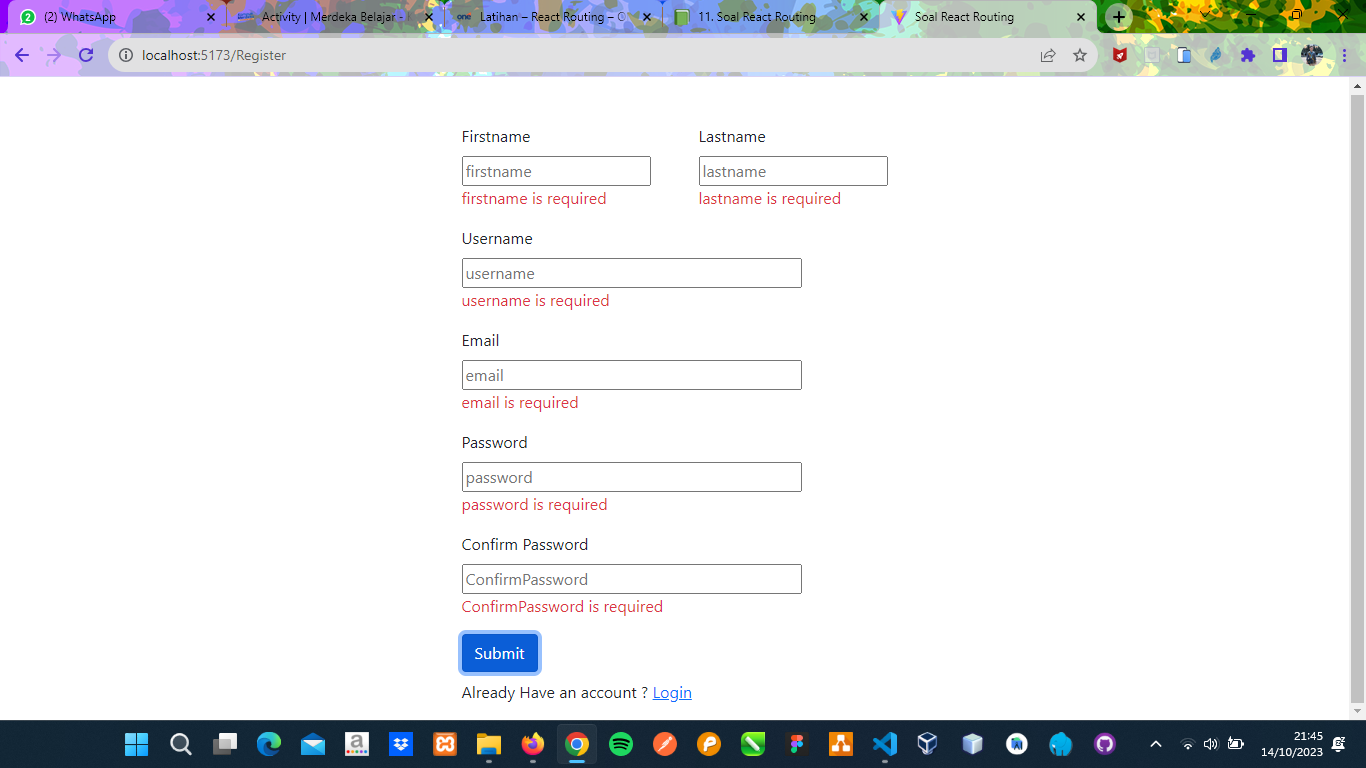 (2) WhatsApp
Activity | Merdeka Belajar -
Latihan – React Routing –
11. Soal React Routing
Soal React Routing
localhost:5173/Register
Firstname Lastname
firstname lastname
firstname is required lastname is required
Username
username
username is required
Email
email
email is required
Password
password
password is required
Confirm Password
ConfirmPassword
ConfirmPassword is required
Submit
Already Have an account ? Login
21:45
14/10/2023